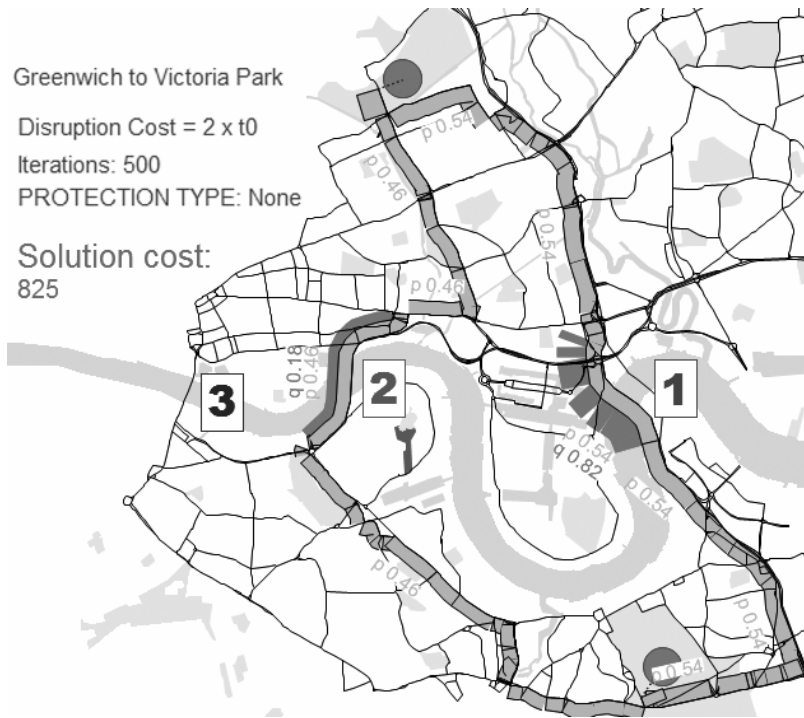 Greenwich to Victoria Park
Disruption Cost = 2 x t0
Iterations: 500
PROTECTION TYPE: None
Solution cost:
825
p 0.54
p 0.46
p 0.54
p 0.46
q 0.18
p 0.46
3
2
1
p 0.54
q 0.82
p 0.54
p 0.46
p 0.54
p 0.54